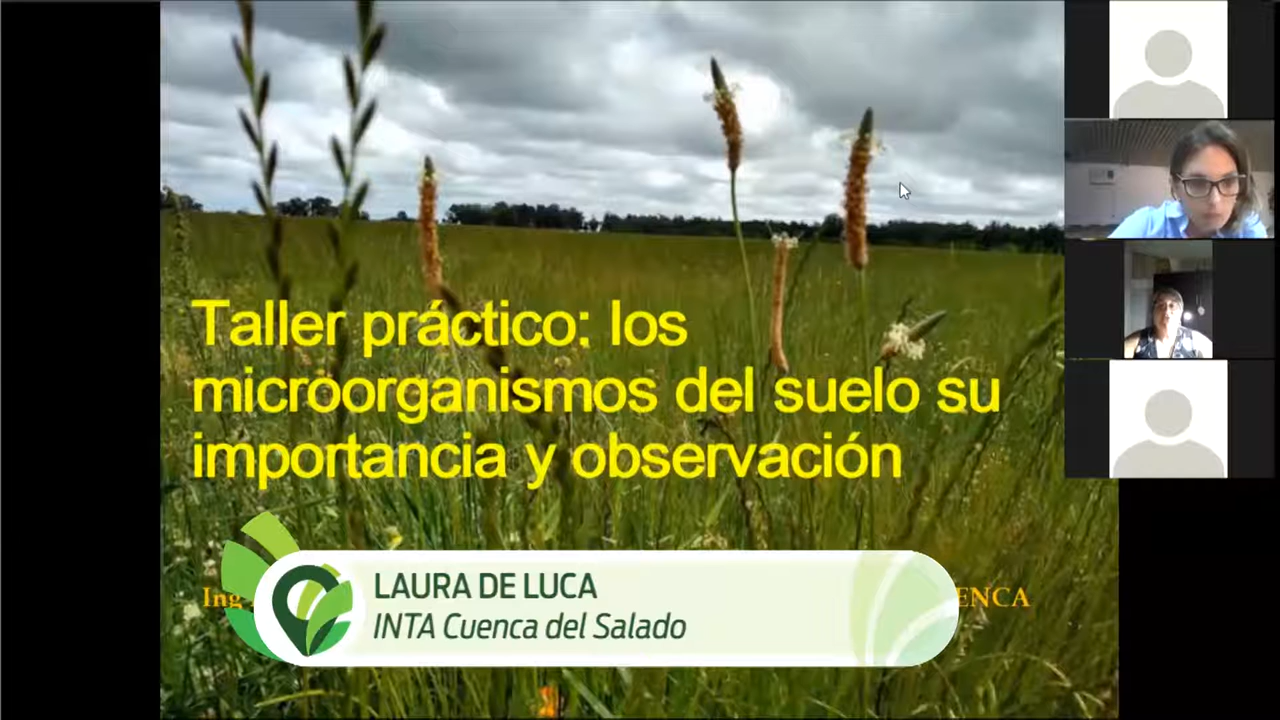 Taller práctico: los
microorganismos del suelo su
importancia y observación
Ing
ENCA
LAURA DE LUCA
INTA Cuenca del Salado